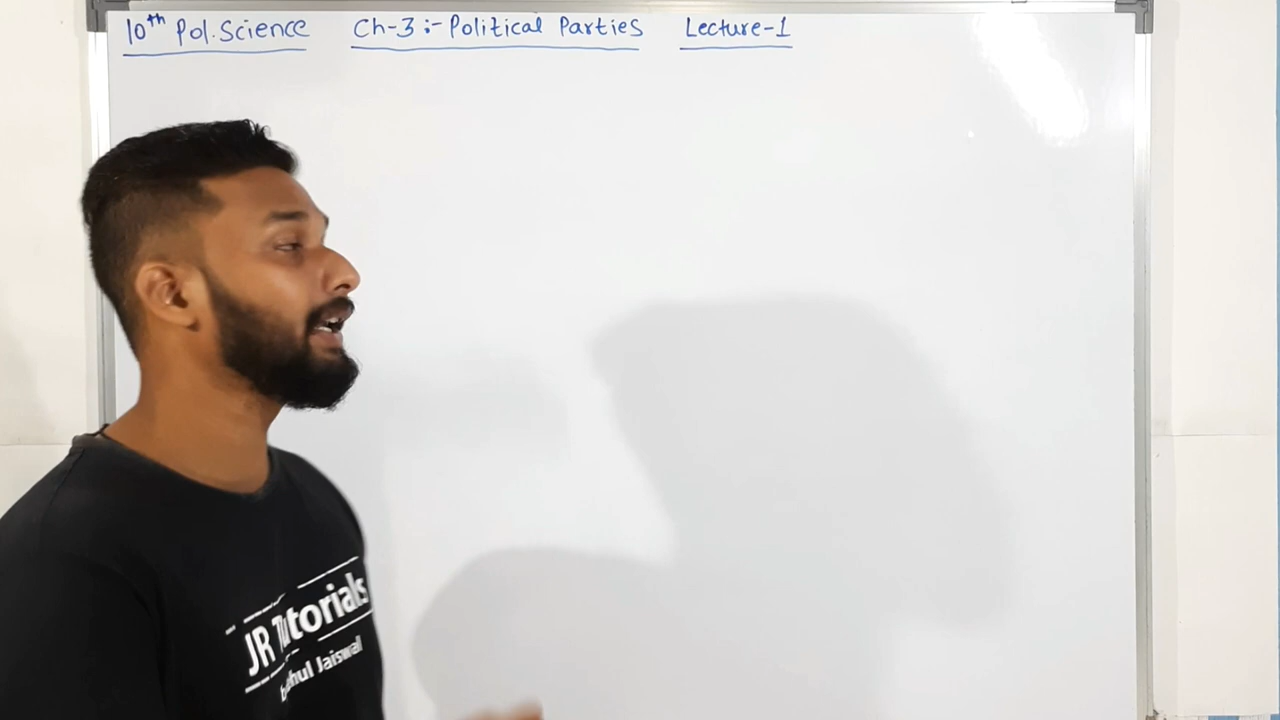 10th Pol.Science Ch-3:- Political Parties Lecture-1
JR Tutorials
Jaiswal